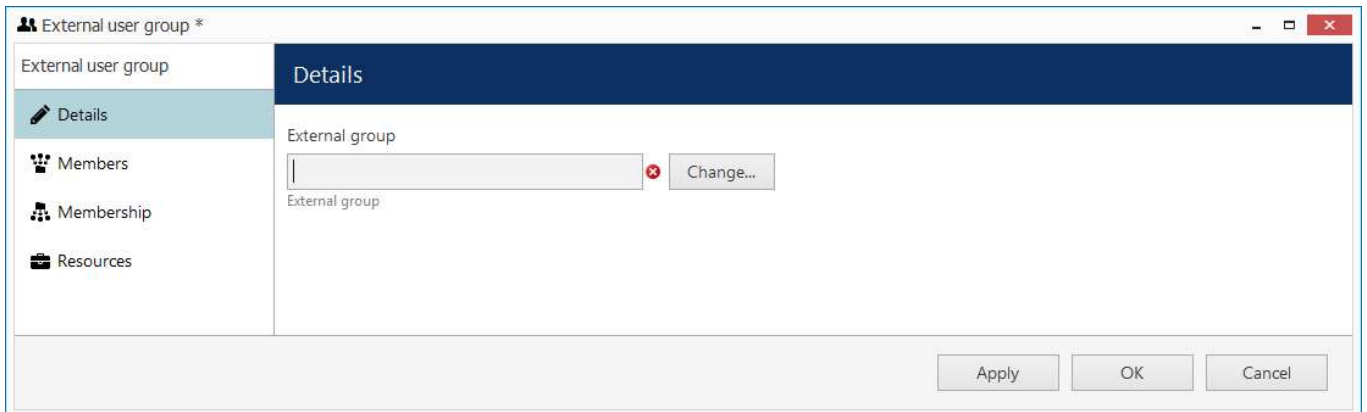 External user group *
External user group
Details
Members
Membership
Resources
Details
External group
Change...
External group
Apply
OK
Cancel